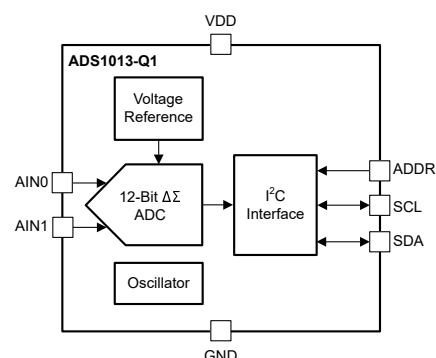 VDD
ADS1013-Q1
Voltage
Reference
AIN0
AIN1
12-Bit ΔΣ
ADC
I²C
Interface
ADDR
SCL
SDA
Oscillator
GND